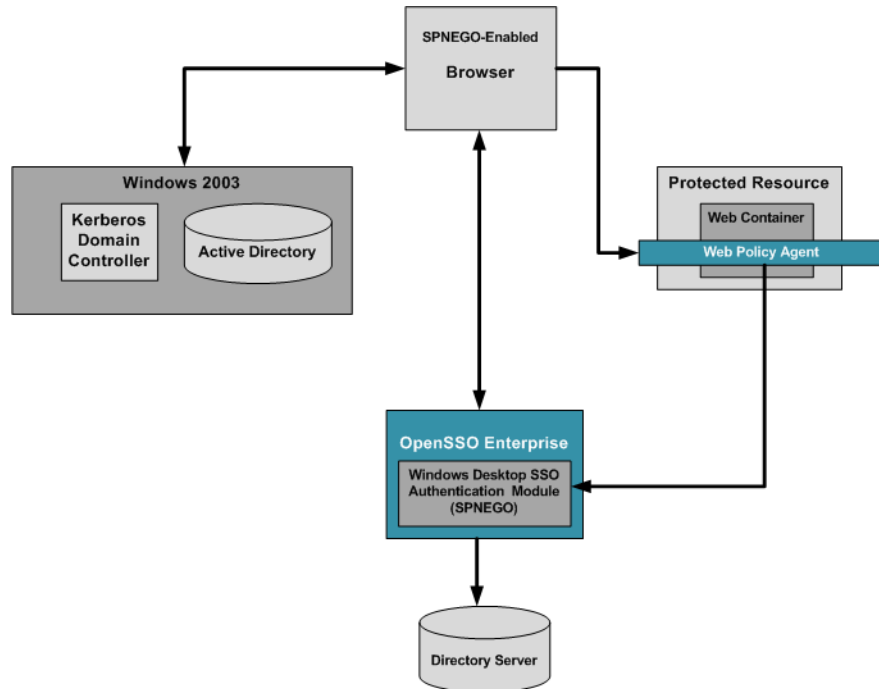 SPNEGO-Enabled
Browser
Windows 2003
Kerberos
Domain
Controller
Active Directory
Protected Resource
Web Container
Web Policy Agent
OpenSSO Enterprise
Windows Desktop SSO
Authentication Module
(SPNEGO)
Directory Server